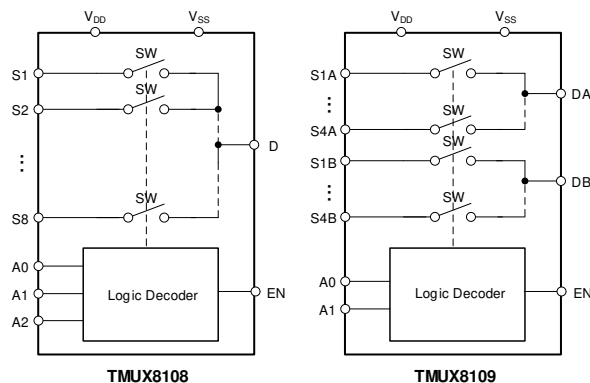 VDD
VSS
SW
S1
SW
S2
D
...
SW
S8
A0
A1
A2
Logic Decoder
EN
TMUX8108
VDD
VSS
SW
S1A
DA
...
SW
S4A
SW
S1B
DB
...
SW
S4B
A0
A1
Logic Decoder
EN
TMUX8109